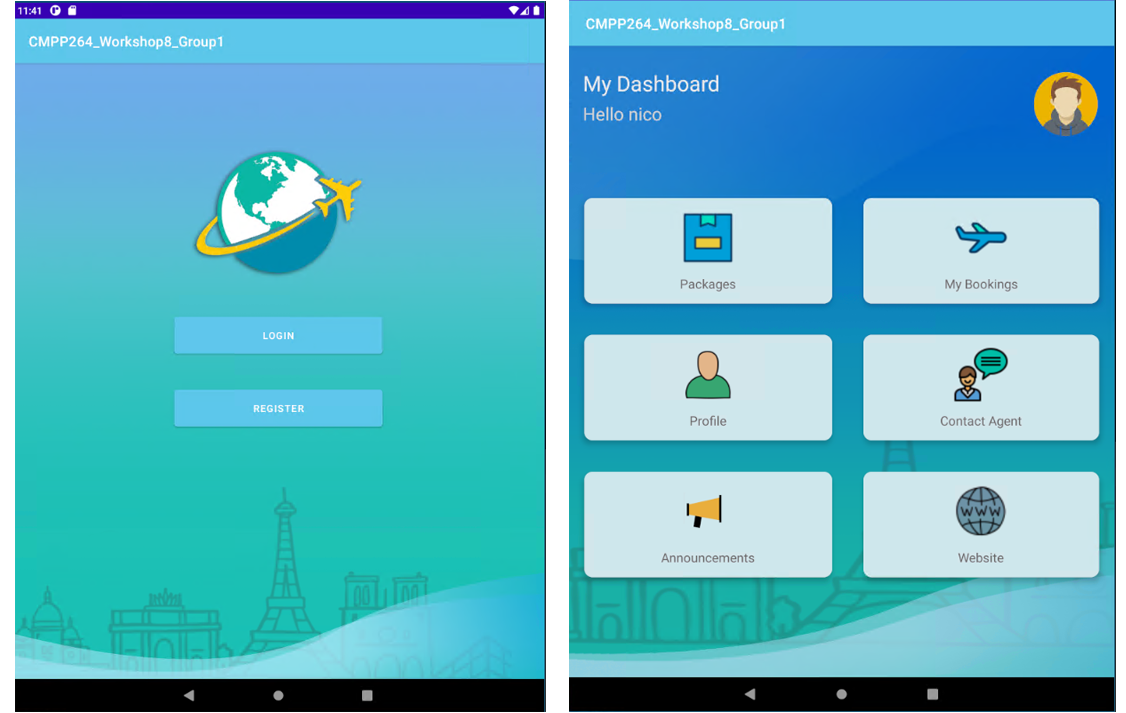 11:41
CMPP264_Workshop8_Group1
LOGIN
REGISTER
CMPP264_Workshop8_Group1
My Dashboard
Hello nico
Packages
My Bookings
Profile
Contact Agent
Announcements
WWW
Website